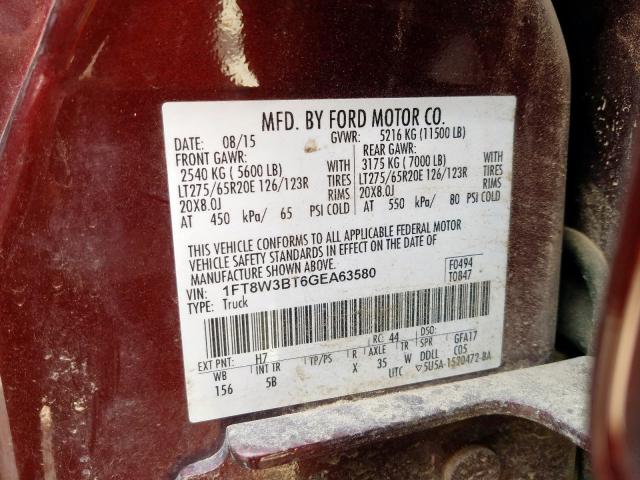 MFD. BY FORD MOTOR CO.
DATE: 08/15 GVWR: 5216 KG (11500 LB)
FRONT GAWR: REAR GAWR:
2540 KG ( 5600 LB) WITH 3175 KG ( 7000 LB) WITH
LT275/65R20E 126/123R TIRES LT275/65R20E 126/123R TIRES
20X8.0J RIMS 20X8.0J RIMS
AT 450 kPa/ 65 PSI COLD AT 550 kPa/ 80 PSI COLD
THIS VEHICLE CONFORMS TO ALL APPLICABLE FEDERAL MOTOR
VEHICLE SAFETY STANDARDS IN EFFECT ON THE DATE OF
MANUFACTURE SHOWN ABOVE.
VIN: 1FT8W3BT6GEA63580 F0494
TYPE: Truck T0847
RC: 44 DSO:
EXT PNT: H7
WB INT TR TP/PS R AXLE TR SPR GFA17
156 5B X 35 W DDLL C05
UTC ▽5U5A-1520472-BA